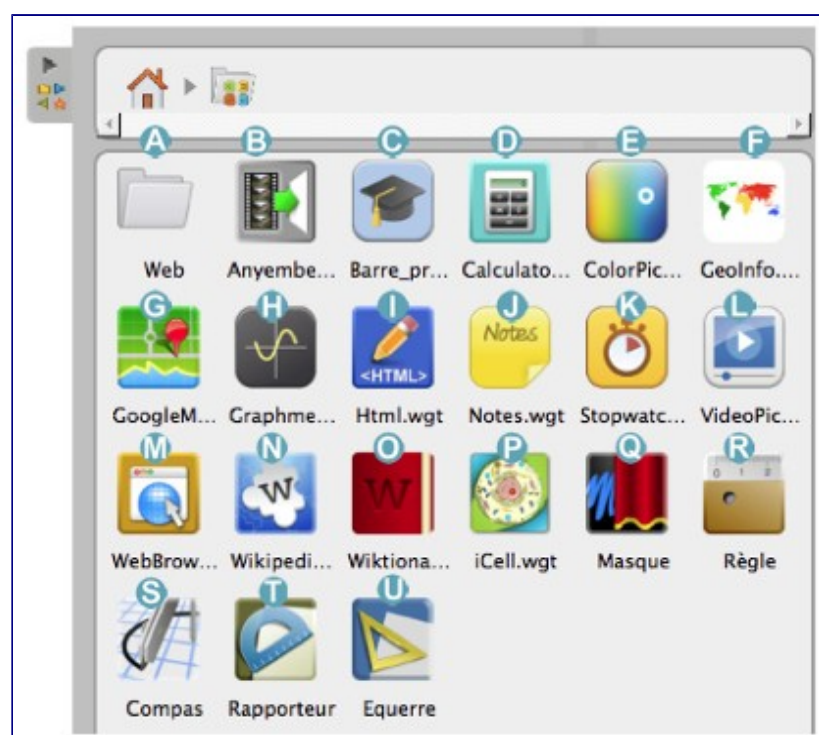 A B C D E F
Web Anyembe... Barre_pr... Calculato... ColorPic... GeoInfo....
G H I J K L
Notes
<HTML>
GoogleM... Graphme... Html.wgt Notes.wgt Stopwatc... VideoPic...
M N O P Q R
W W 0 1 2
WebBrow... Wikipedi... Wiktiona... iCell.wgt Masque Règle
S T U
Compas Rapporteur Equerre